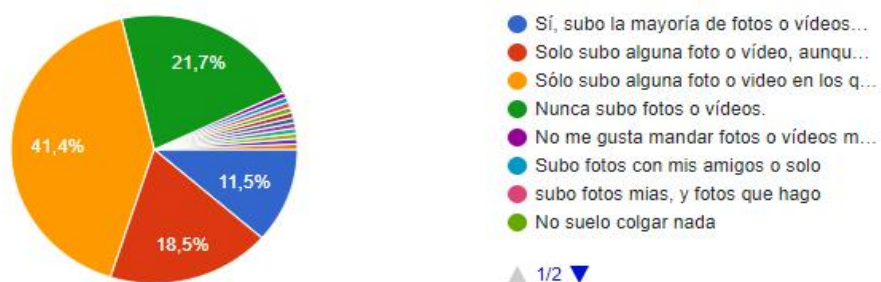 21,7%
41,4%
11,5%
18,5%
Sí, subo la mayoría de fotos o vídeos…
Solo subo alguna foto o vídeo, aunqu…
Sólo subo alguna foto o video en los q…
Nunca subo fotos o vídeos.
No me gusta mandar fotos o vídeos m…
Subo fotos con mis amigos o solo
subo fotos mias, y fotos que hago
No suelo colgar nada
1/2